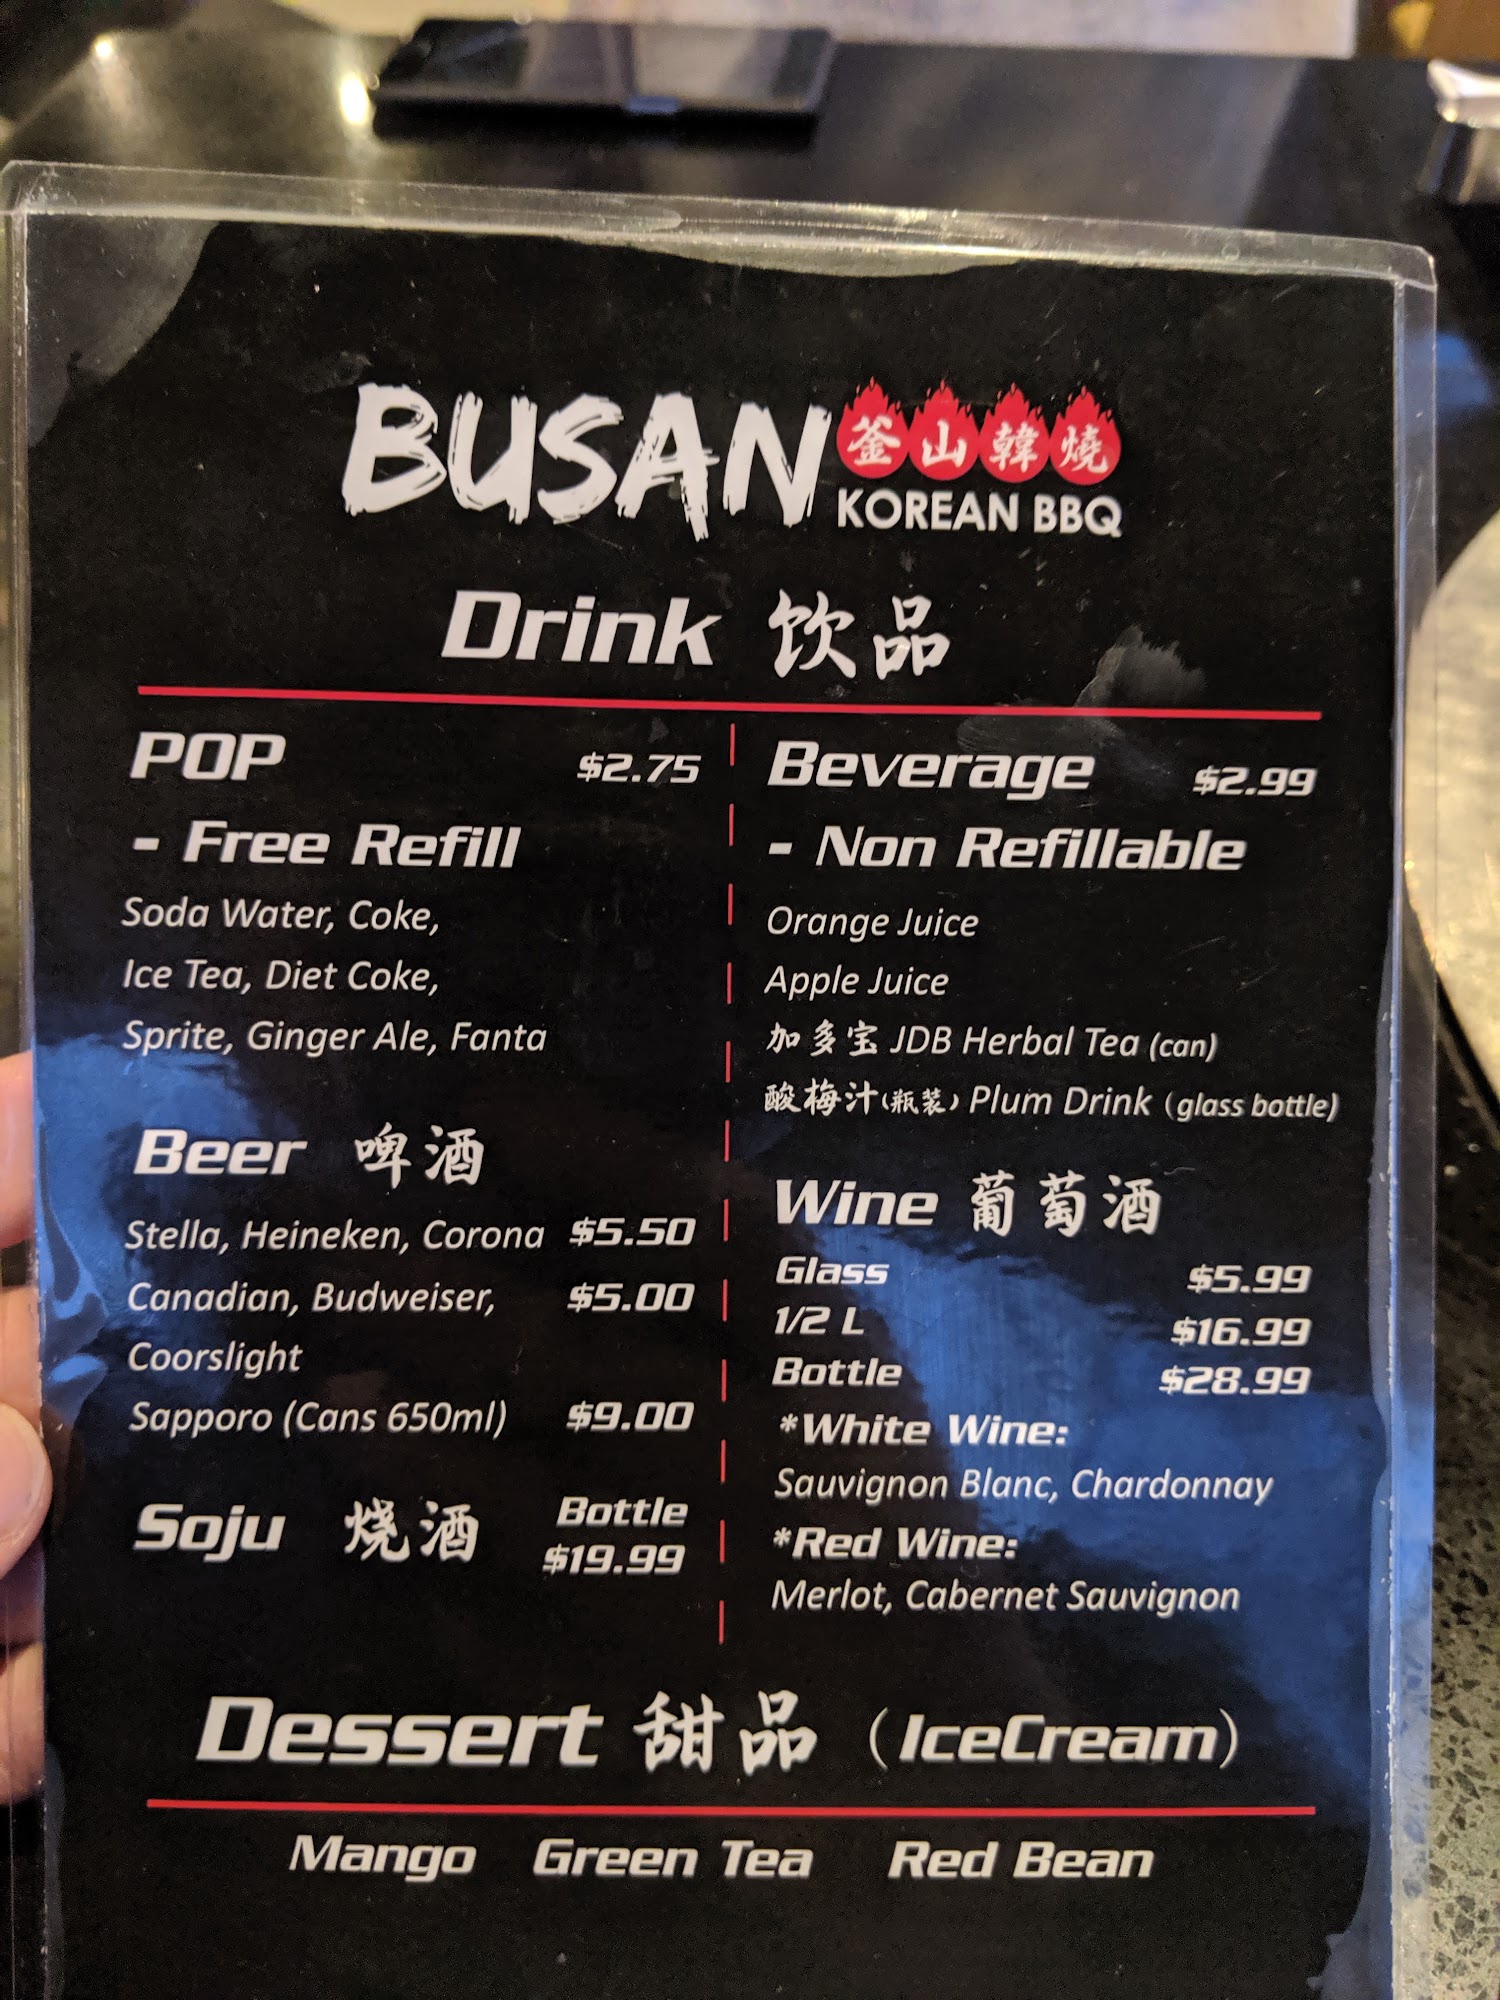 BUSAN 釜山韓燒
KOREAN BBQ
Drink 饮品
POP $2.75
- Free Refill
Soda Water, Coke,
Ice Tea, Diet Coke,
Sprite, Ginger Ale, Fanta
Beer 啤酒
Stella, Heineken, Corona $5.50
Canadian, Budweiser, $5.00
Coorslight
Sapporo (Cans 650ml) $9.00
Soju 烧酒 Bottle
$19.99
Beverage $2.99
- Non Refillable
Orange Juice
Apple Juice
加多宝 JDB Herbal Tea (can)
酸梅汁(瓶装) Plum Drink (glass bottle)
Wine 葡萄酒
Glass $5.99
1/2 L $16.99
Bottle $28.99
*White Wine:
Sauvignon Blanc, Chardonnay
*Red Wine:
Merlot, Cabernet Sauvignon
Dessert 甜品 (IceCream)
Mango Green Tea Red Bean